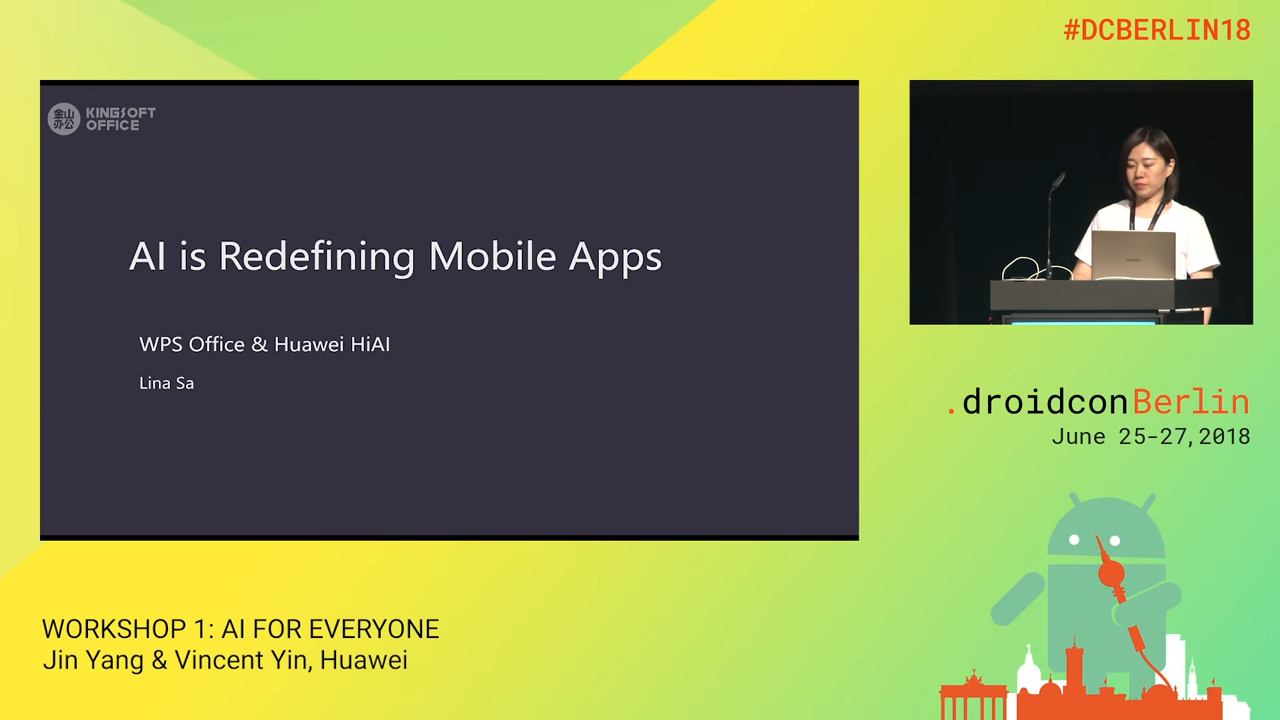 #DCBERLIN18
金山
办公
KINGSOFT
OFFICE
AI is Redefining Mobile Apps
WPS Office & Huawei HiAI
Lina Sa
.droidconBerlin
June 25-27, 2018
WORKSHOP 1: AI FOR EVERYONE
Jin Yang & Vincent Yin, Huawei